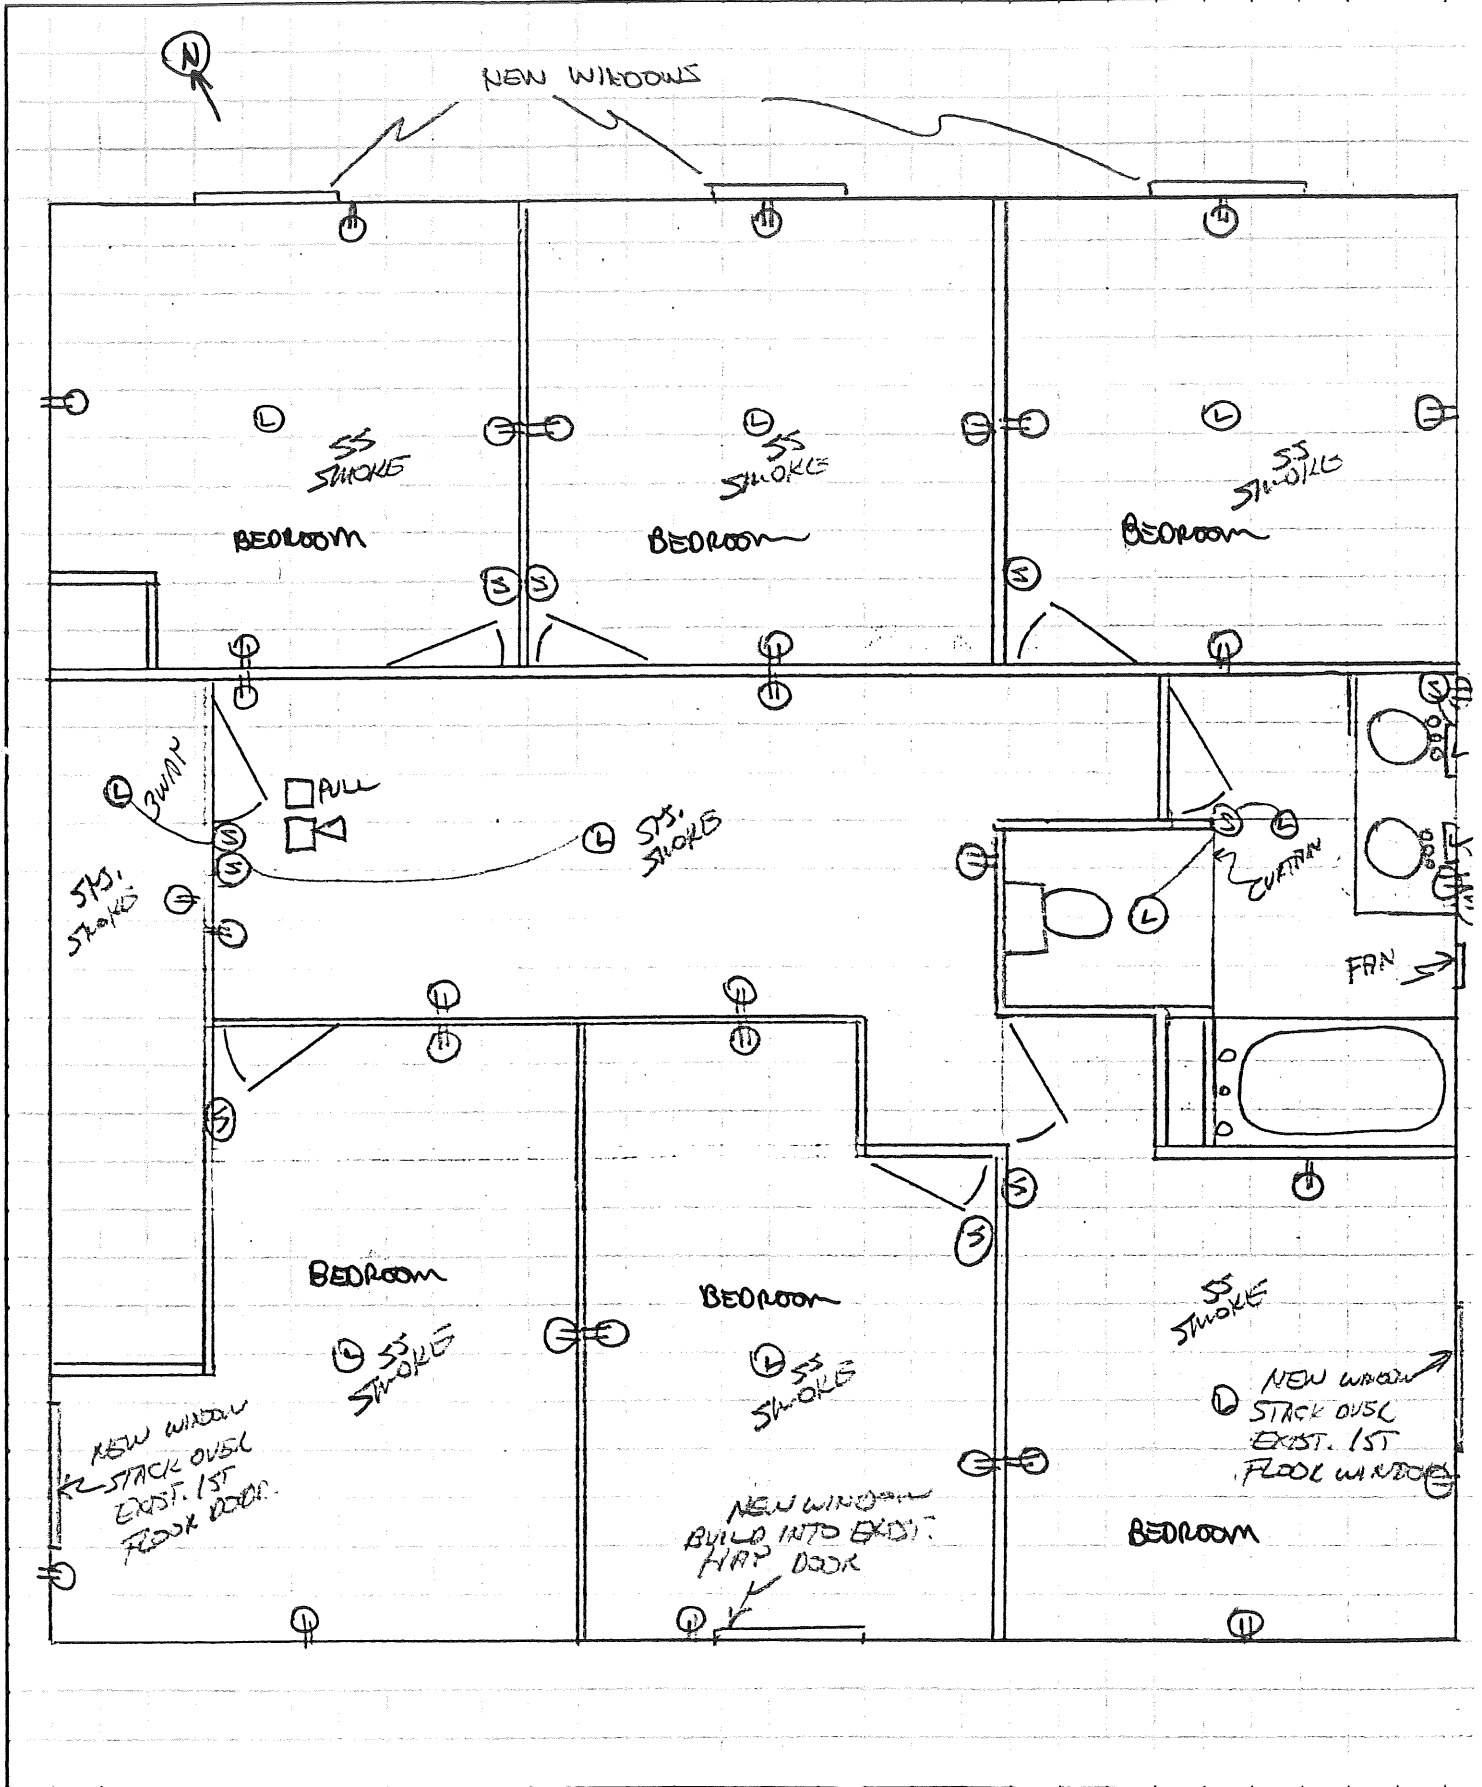 N
NEW WINDOWS
L
SS
SMOKE
BEDROOM
L
SS
SMOKE
BEDROOM
L
SS
SMOKE
BEDROOM
S
S
S
L
3WAY
PULL
S
S
SYS.
SMOKE
L
SYS.
SMOKE
S
S
L
CURTAIN
L
FAN
S
BEDROOM
L
SS
SMOKE
NEW WINDOW
STACK OVER
EXIST. 1ST
FLOOR DOOR.
S
S
BEDROOM
L
SS
SMOKE
NEW WINDOW
BUILD INTO EXIST.
HAY DOOR
SS
SMOKE
L
NEW WINDOW
STACK OVER
EXIST. 1ST
FLOOR WINDOW
BEDROOM